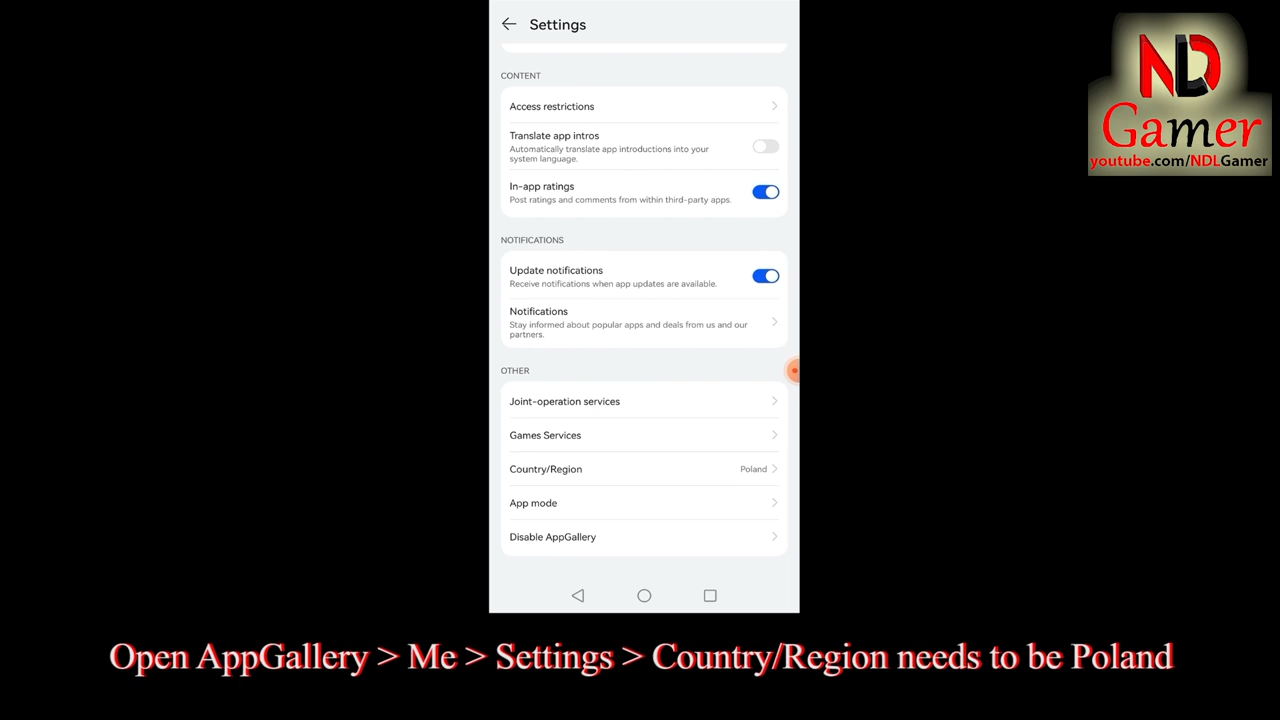 Settings
CONTENT
Access restrictions
Translate app intros
Automatically translate app introductions into your
system language.
In-app ratings
Post ratings and comments from within third-party apps.
NOTIFICATIONS
Update notifications
Receive notifications when app updates are available.
Notifications
Stay informed about popular apps and deals from us and our
partners.
OTHER
Joint-operation services
Games Services
Country/Region Poland
App mode
Disable AppGallery
NDL
Gamer
youtube.com/NDLGamer
Open AppGallery > Me > Settings > Country/Region needs to be Poland